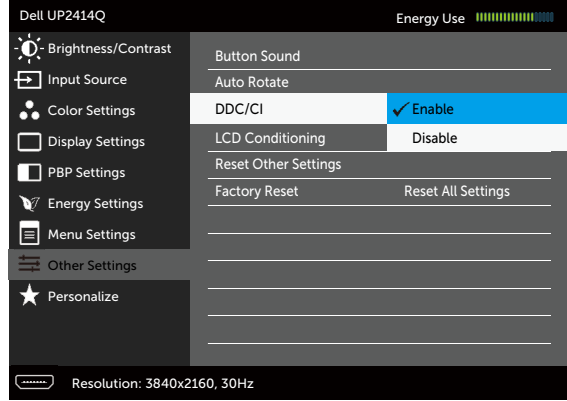 Dell UP2414Q
Energy Use
Brightness/Contrast
Input Source
Color Settings
Display Settings
PBP Settings
Energy Settings
Menu Settings
Other Settings
Personalize
Button Sound
Auto Rotate
DDC/CI
Enable
LCD Conditioning
Disable
Reset Other Settings
Factory Reset
Reset All Settings
Resolution: 3840x2160, 30Hz